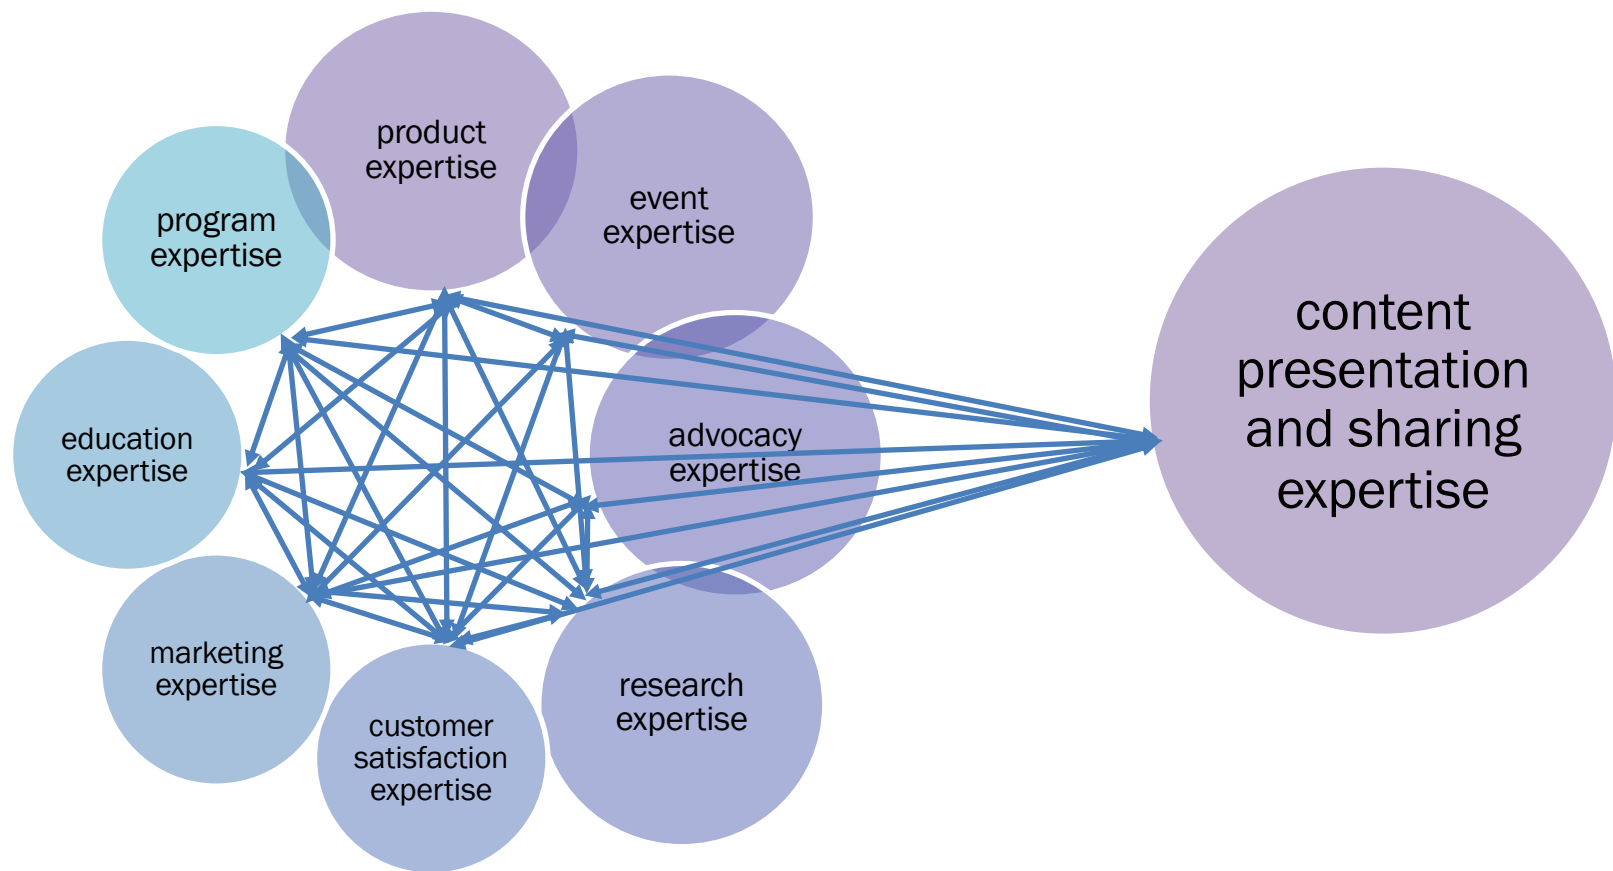 product
expertise
event
expertise
program
expertise
advocacy
expertise
education
expertise
marketing
expertise
customer
satisfaction
expertise
research
expertise
content
presentation
and sharing
expertise